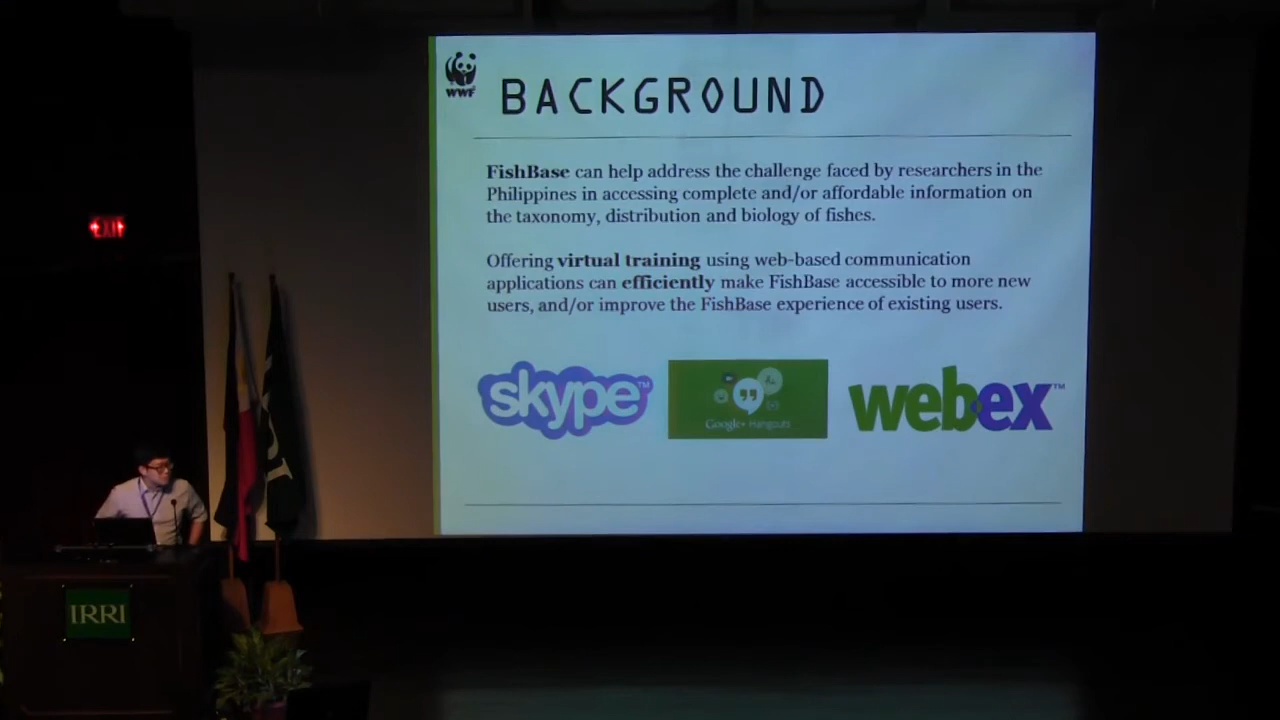 WWF
BACKGROUND
FishBase can help address the challenge faced by researchers in the
Philippines in accessing complete and/or affordable information on
the taxonomy, distribution and biology of fishes.
Offering virtual training using web-based communication
applications can efficiently make FishBase accessible to more new
users, and/or improve the FishBase experience of existing users.
skype™
Google+ Hangouts
webex™
EXIT
IRRI